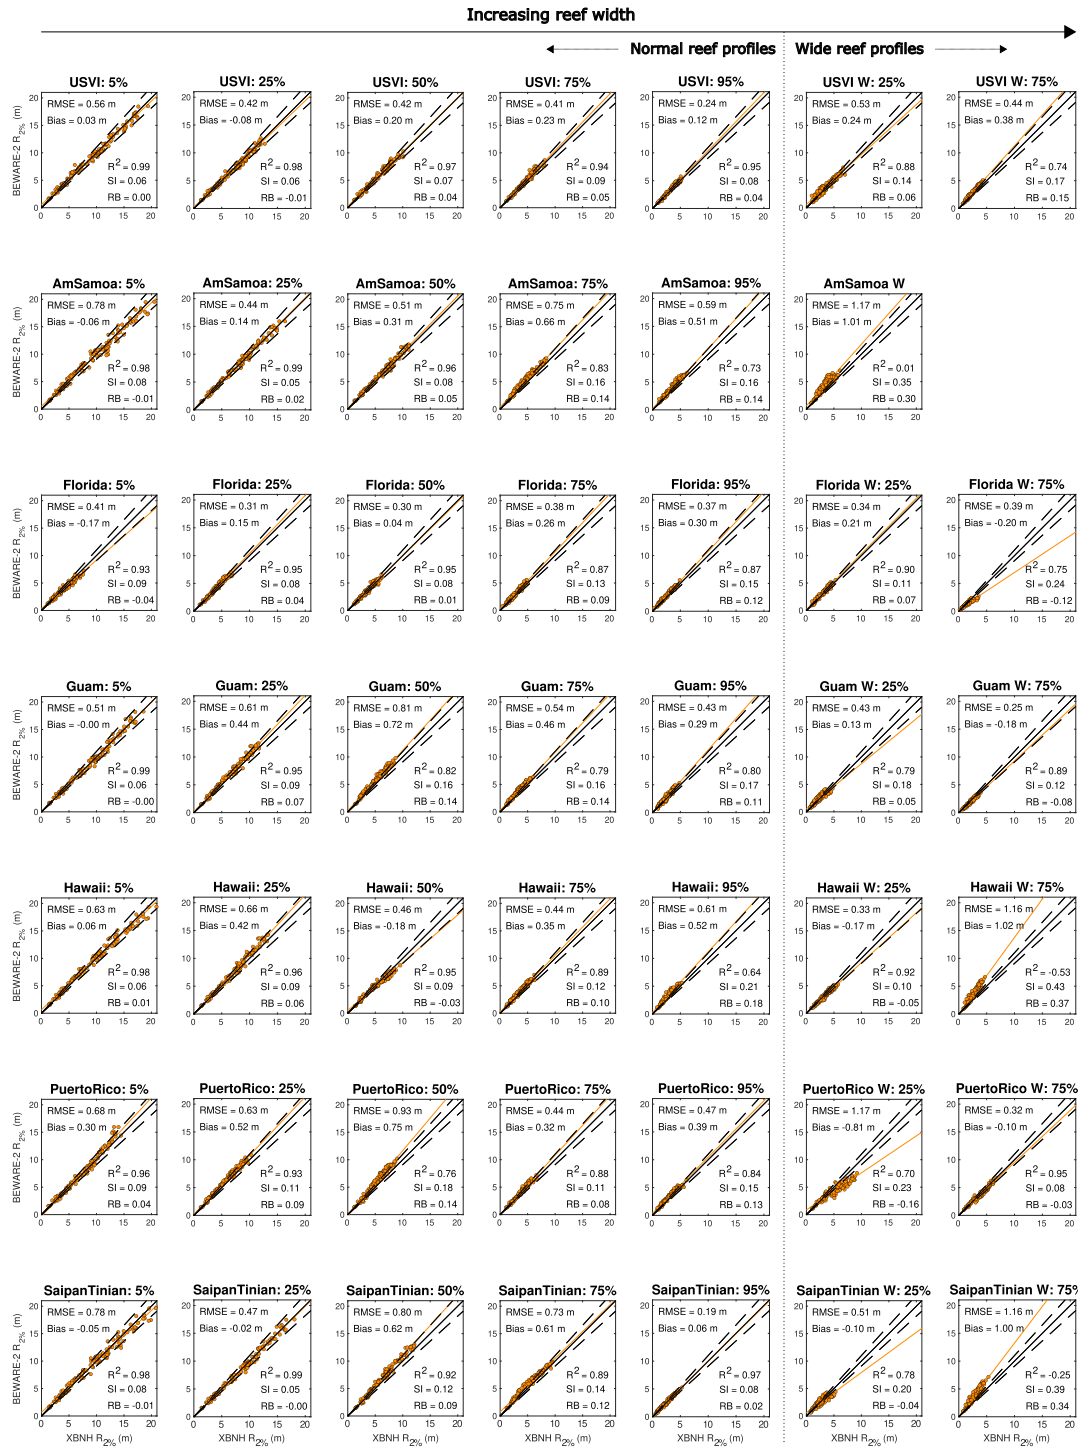 Increasing reef width
Normal reef profiles
Wide reef profiles
USVI: 5%
BEWARE-2 R2% (m)
RMSE = 0.56 m
Bias = 0.03 m
R2 = 0.99
SI = 0.06
RB = 0.00
USVI: 25%
RMSE = 0.42 m
Bias = -0.08 m
R2 = 0.98
SI = 0.06
RB = -0.01
USVI: 50%
RMSE = 0.42 m
Bias = 0.20 m
R2 = 0.97
SI = 0.07
RB = 0.04
USVI: 75%
RMSE = 0.41 m
Bias = 0.23 m
R2 = 0.94
SI = 0.09
RB = 0.05
USVI: 95%
RMSE = 0.24 m
Bias = 0.12 m
R2 = 0.95
SI = 0.08
RB = 0.04
USVI W: 25%
RMSE = 0.53 m
Bias = 0.24 m
R2 = 0.88
SI = 0.14
RB = 0.06
USVI W: 75%
RMSE = 0.44 m
Bias = 0.38 m
R2 = 0.74
SI = 0.17
RB = 0.15
AmSamoa: 5%
BEWARE-2 R2% (m)
RMSE = 0.78 m
Bias = -0.06 m
R2 = 0.98
SI = 0.08
RB = -0.01
AmSamoa: 25%
RMSE = 0.44 m
Bias = 0.14 m
R2 = 0.99
SI = 0.05
RB = 0.02
AmSamoa: 50%
RMSE = 0.51 m
Bias = 0.31 m
R2 = 0.96
SI = 0.08
RB = 0.05
AmSamoa: 75%
RMSE = 0.75 m
Bias = 0.66 m
R2 = 0.83
SI = 0.16
RB = 0.14
AmSamoa: 95%
RMSE = 0.59 m
Bias = 0.51 m
R2 = 0.73
SI = 0.16
RB = 0.14
AmSamoa W
RMSE = 1.17 m
Bias = 1.01 m
R2 = 0.01
SI = 0.35
RB = 0.30
Florida: 5%
BEWARE-2 R2% (m)
RMSE = 0.41 m
Bias = -0.17 m
R2 = 0.93
SI = 0.09
RB = -0.04
Florida: 25%
RMSE = 0.31 m
Bias = 0.15 m
R2 = 0.95
SI = 0.08
RB = 0.04
Florida: 50%
RMSE = 0.30 m
Bias = 0.04 m
R2 = 0.95
SI = 0.08
RB = 0.01
Florida: 75%
RMSE = 0.38 m
Bias = 0.26 m
R2 = 0.87
SI = 0.13
RB = 0.09
Florida: 95%
RMSE = 0.37 m
Bias = 0.30 m
R2 = 0.87
SI = 0.15
RB = 0.12
Florida W: 25%
RMSE = 0.34 m
Bias = 0.21 m
R2 = 0.90
SI = 0.11
RB = 0.07
Florida W: 75%
RMSE = 0.39 m
Bias = -0.20 m
R2 = 0.75
SI = 0.24
RB = -0.12
Guam: 5%
BEWARE-2 R2% (m)
RMSE = 0.51 m
Bias = -0.00 m
R2 = 0.99
SI = 0.06
RB = -0.00
Guam: 25%
RMSE = 0.61 m
Bias = 0.44 m
R2 = 0.95
SI = 0.09
RB = 0.07
Guam: 50%
RMSE = 0.81 m
Bias = 0.72 m
R2 = 0.82
SI = 0.16
RB = 0.14
Guam: 75%
RMSE = 0.54 m
Bias = 0.46 m
R2 = 0.79
SI = 0.16
RB = 0.14
Guam: 95%
RMSE = 0.43 m
Bias = 0.29 m
R2 = 0.80
SI = 0.17
RB = 0.11
Guam W: 25%
RMSE = 0.43 m
Bias = 0.13 m
R2 = 0.79
SI = 0.18
RB = 0.05
Guam W: 75%
RMSE = 0.25 m
Bias = -0.18 m
R2 = 0.89
SI = 0.12
RB = -0.08
Hawaii: 5%
BEWARE-2 R2% (m)
RMSE = 0.63 m
Bias = 0.06 m
R2 = 0.98
SI = 0.06
RB = 0.01
Hawaii: 25%
RMSE = 0.66 m
Bias = 0.42 m
R2 = 0.96
SI = 0.09
RB = 0.06
Hawaii: 50%
RMSE = 0.46 m
Bias = -0.18 m
R2 = 0.95
SI = 0.09
RB = -0.03
Hawaii: 75%
RMSE = 0.44 m
Bias = 0.35 m
R2 = 0.89
SI = 0.12
RB = 0.10
Hawaii: 95%
RMSE = 0.61 m
Bias = 0.52 m
R2 = 0.64
SI = 0.21
RB = 0.18
Hawaii W: 25%
RMSE = 0.33 m
Bias = -0.17 m
R2 = 0.92
SI = 0.10
RB = -0.05
Hawaii W: 75%
RMSE = 1.16 m
Bias = 1.02 m
R2 = -0.53
SI = 0.43
RB = 0.37
PuertoRico: 5%
BEWARE-2 R2% (m)
RMSE = 0.68 m
Bias = 0.30 m
R2 = 0.96
SI = 0.09
RB = 0.04
PuertoRico: 25%
RMSE = 0.63 m
Bias = 0.52 m
R2 = 0.93
SI = 0.11
RB = 0.09
PuertoRico: 50%
RMSE = 0.93 m
Bias = 0.75 m
R2 = 0.76
SI = 0.18
RB = 0.14
PuertoRico: 75%
RMSE = 0.44 m
Bias = 0.32 m
R2 = 0.88
SI = 0.11
RB = 0.08
PuertoRico: 95%
RMSE = 0.47 m
Bias = 0.39 m
R2 = 0.84
SI = 0.15
RB = 0.13
PuertoRico W: 25%
RMSE = 1.17 m
Bias = -0.81 m
R2 = 0.70
SI = 0.23
RB = -0.16
PuertoRico W: 75%
RMSE = 0.32 m
Bias = -0.10 m
R2 = 0.95
SI = 0.08
RB = -0.03
SaipanTinian: 5%
BEWARE-2 R2% (m)
RMSE = 0.78 m
Bias = -0.05 m
R2 = 0.98
SI = 0.08
RB = -0.01
XBNH R2% (m)
SaipanTinian: 25%
RMSE = 0.47 m
Bias = -0.02 m
R2 = 0.99
SI = 0.05
RB = -0.00
XBNH R2% (m)
SaipanTinian: 50%
RMSE = 0.80 m
Bias = 0.62 m
R2 = 0.92
SI = 0.12
RB = 0.09
XBNH R2% (m)
SaipanTinian: 75%
RMSE = 0.73 m
Bias = 0.61 m
R2 = 0.89
SI = 0.14
RB = 0.12
XBNH R2% (m)
SaipanTinian: 95%
RMSE = 0.19 m
Bias = 0.06 m
R2 = 0.97
SI = 0.08
RB = 0.02
XBNH R2% (m)
SaipanTinian W: 25%
RMSE = 0.51 m
Bias = -0.10 m
R2 = 0.78
SI = 0.20
RB = -0.04
XBNH R2% (m)
SaipanTinian W: 75%
RMSE = 1.16 m
Bias = 1.00 m
R2 = -0.25
SI = 0.39
RB = 0.34
XBNH R2% (m)